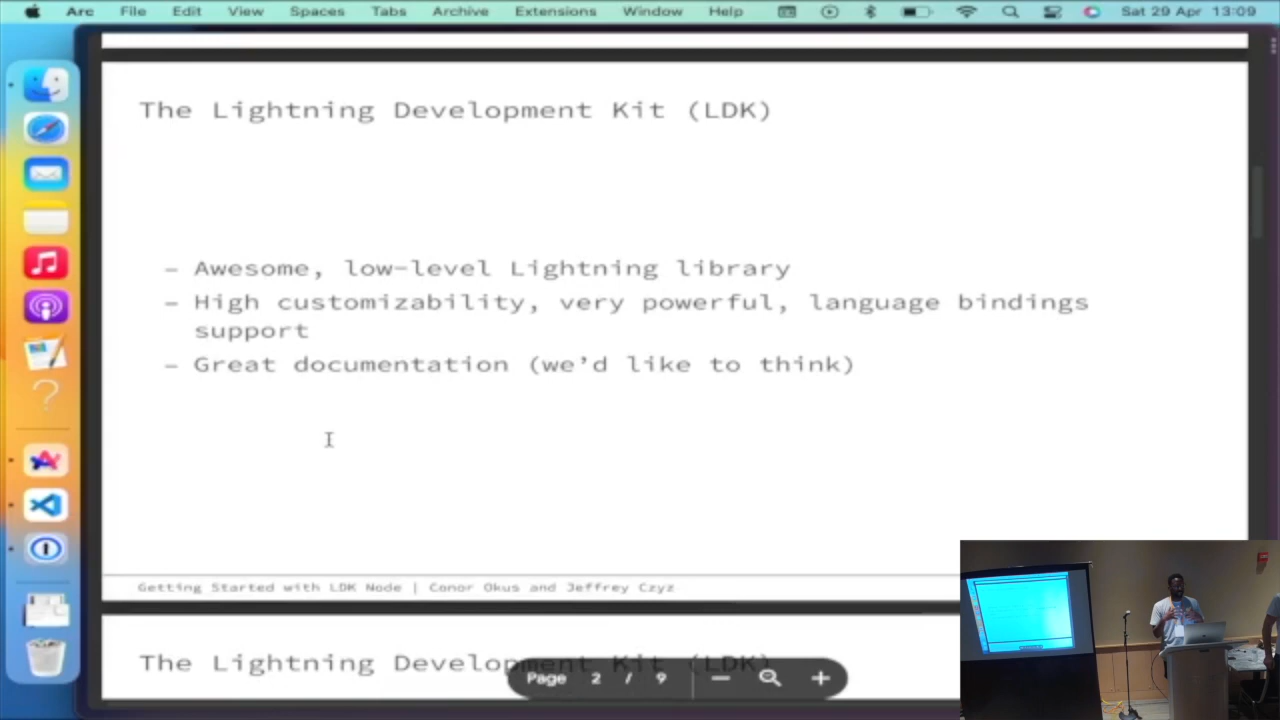 Arc File Edit View Spaces Tabs Archive Extensions Window Help Sat 29 Apr 13:09
The Lightning Development Kit (LDK)
– Awesome, low-level Lightning library
– High customizability, very powerful, language bindings
support
– Great documentation (we'd like to think)
Getting Started with LDK Node | Conor Okus and Jeffrey Czyz
The Lightning Development Kit (LDK)
Page 2 / 9